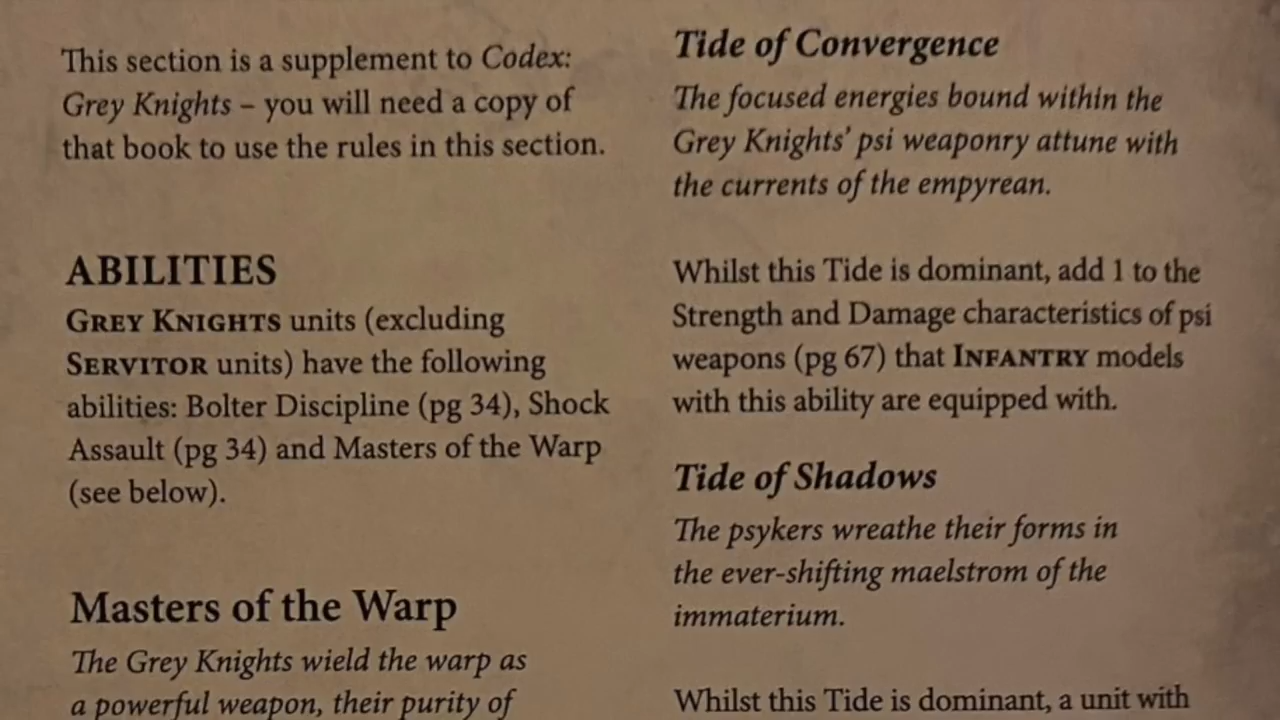 This section is a supplement to Codex:
Grey Knights – you will need a copy of
that book to use the rules in this section.
ABILITIES
GREY KNIGHTS units (excluding
SERVITOR units) have the following
abilities: Bolter Discipline (pg 34), Shock
Assault (pg 34) and Masters of the Warp
(see below).
Masters of the Warp
The Grey Knights wield the warp as
a powerful weapon, their purity of
Tide of Convergence
The focused energies bound within the
Grey Knights’ psi weaponry attune with
the currents of the empyrean.
Whilst this Tide is dominant, add 1 to the
Strength and Damage characteristics of psi
weapons (pg 67) that INFANTRY models
with this ability are equipped with.
Tide of Shadows
The psykers wreathe their forms in
the ever-shifting maelstrom of the
immaterium.
Whilst this Tide is dominant, a unit with